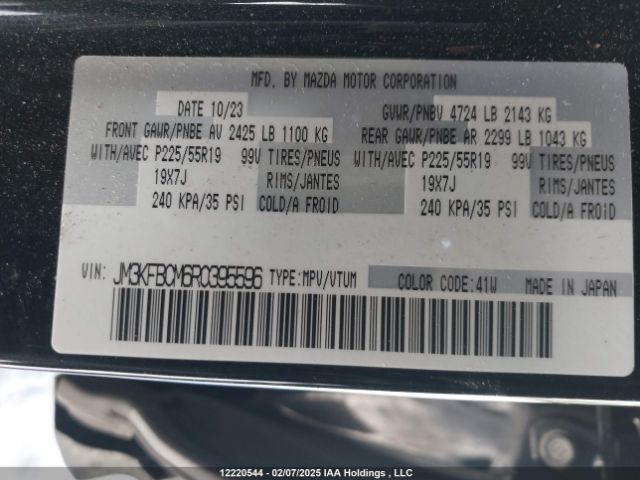 MFD. BY MAZDA MOTOR CORPORATION
DATE 10/23 GVWR/PNBV 4724 LB 2143 KG
FRONT GAWR/PNBE AV 2425 LB 1100 KG REAR GAWR/PNBE AR 2299 LB 1043 KG
WITH/AVEC P225/55R19 99V TIRES/PNEUS WITH/AVEC P225/55R19 99V TIRES/PNEUS
19X7J RIMS/JANTES 19X7J RIMS/JANTES
240 KPA/35 PSI COLD/A FROID 240 KPA/35 PSI COLD/A FROID
VIN: JM3KFBCM6R0395596 TYPE:MPV/VTUM COLOR CODE:41W MADE IN JAPAN
12220544 — 02/07/2025 IAA Holdings , LLC